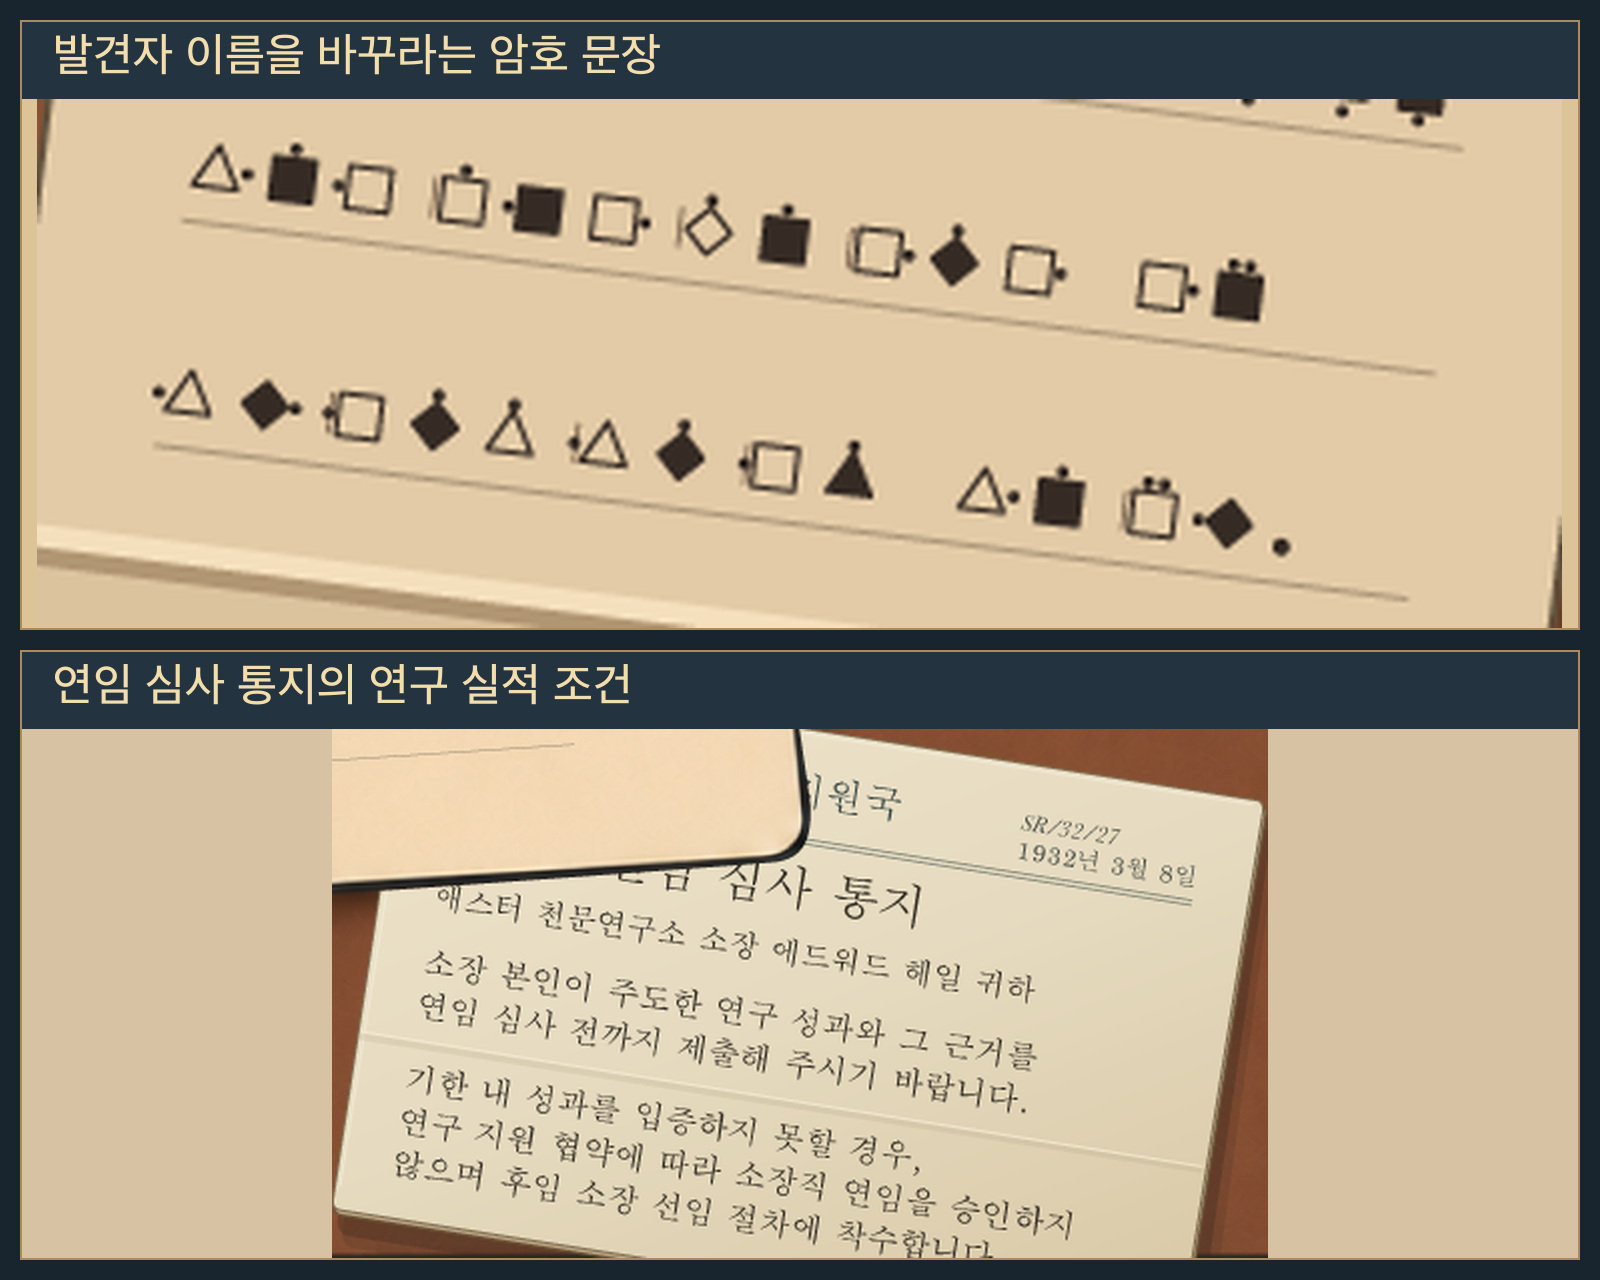 발견자 이름을 바꾸라는 암호 문장
연임 심사 통지의 연구 실적 조건
지원국
SR/32/27
1932년 3월 8일
심사 통지
애스터 천문연구소 소장 에드워드 헤일 귀하
소장 본인이 주도한 연구 성과와 그 근거를
연임 심사 전까지 제출해 주시기 바랍니다.
기한 내 성과를 입증하지 못할 경우,
연구 지원 협약에 따라 소장직 연임을 승인하지
않으며 후임 소장 선임 절차에 착수합니다